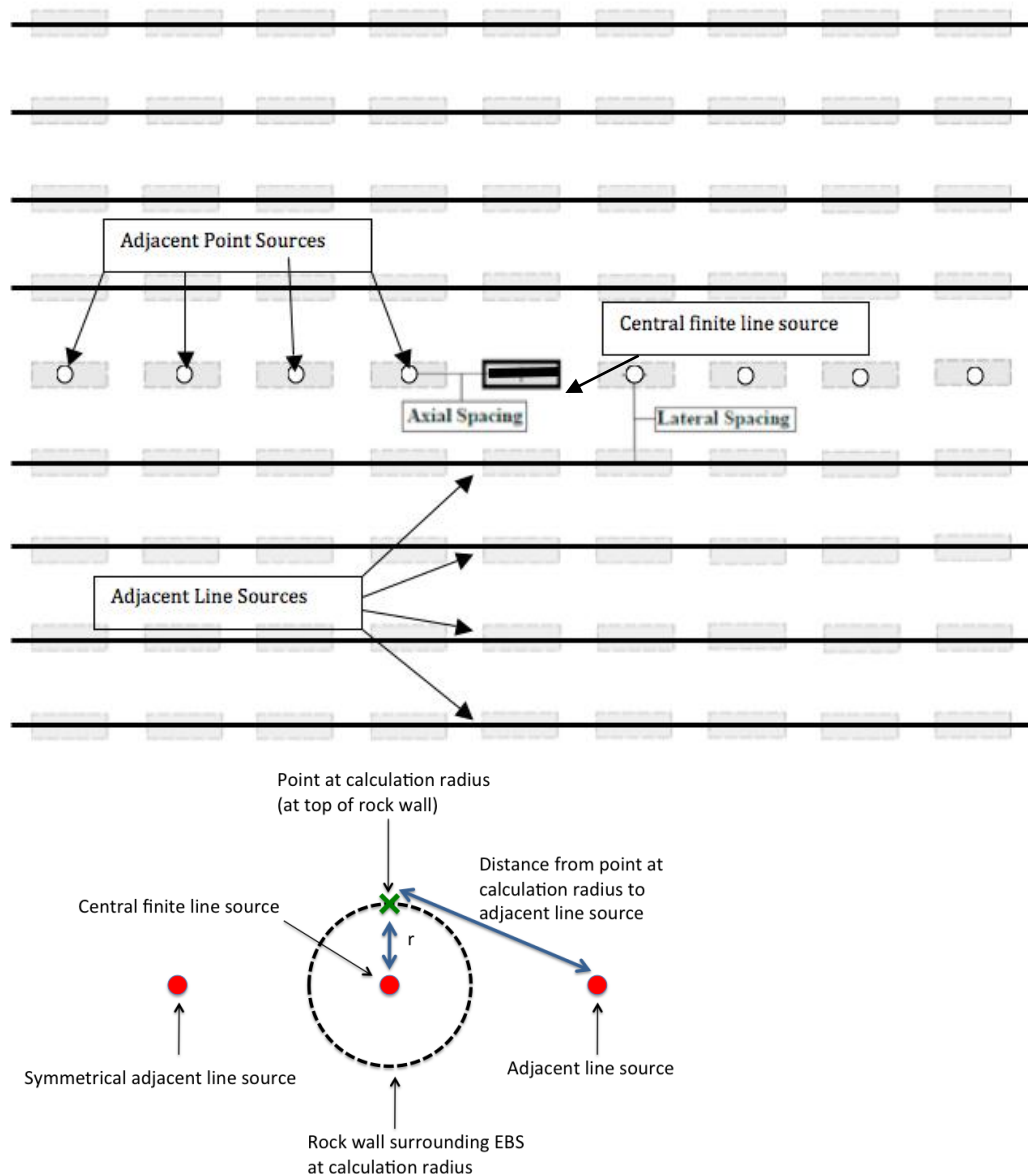 Adjacent Point Sources
Central finite line source
Axial Spacing
Lateral Spacing
Adjacent Line Sources
Point at calculation radius
(at top of rock wall)
Distance from point at
calculation radius to
adjacent line source
Central finite line source
r
Symmetrical adjacent line source
Adjacent line source
Rock wall surrounding EBS
at calculation radius